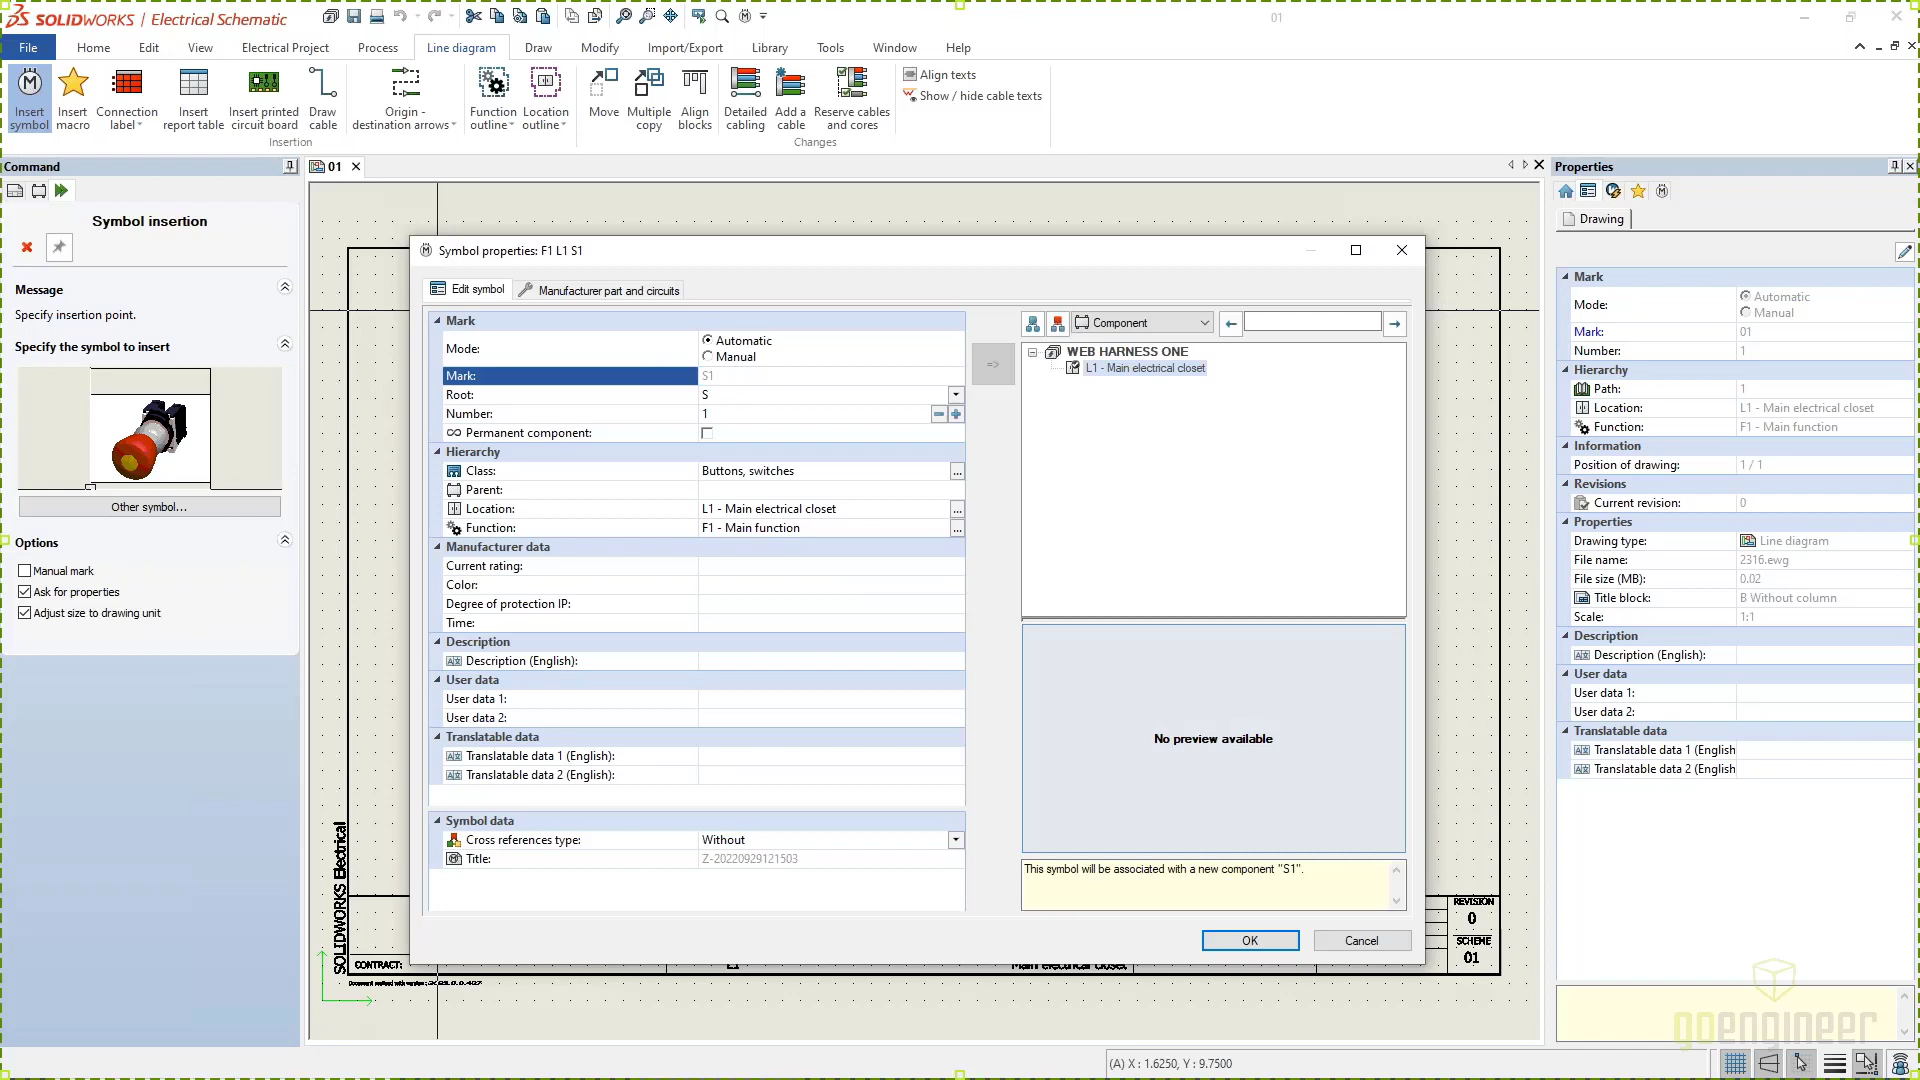 SOLIDWORKS | Electrical Schematic
01
File Home Edit View Electrical Project Process Line diagram Draw Modify Import/Export Library Tools Window Help
Insert symbol
Insert macro
Connection label
Insert report table
Insert printed circuit board
Draw cable
Origin - destination arrows
Function outline
Location outline
Move
Multiple copy
Align blocks
Detailed cabling
Add a cable
Reserve cables and cores
Align texts
Show / hide cable texts
Insertion
Changes
Command
01
Properties
Symbol insertion
Message
Specify insertion point.
Specify the symbol to insert
Other symbol...
Options
Manual mark
Ask for properties
Adjust size to drawing unit
Symbol properties: F1 L1 S1
Edit symbol
Manufacturer part and circuits
Mark
Mode:
Automatic
Manual
Mark: S1
Root: S
Number: 1
Permanent component:
Hierarchy
Class: Buttons, switches
Parent:
Location: L1 - Main electrical closet
Function: F1 - Main function
Manufacturer data
Current rating:
Color:
Degree of protection IP:
Time:
Description
Description (English):
User data
User data 1:
User data 2:
Translatable data
Translatable data 1 (English):
Translatable data 2 (English):
Symbol data
Cross references type: Without
Title: Z-20220929121503
=>
Component
WEB HARNESS ONE
L1 - Main electrical closet
No preview available
This symbol will be associated with a new component "S1".
OK
Cancel
SOLIDWORKS Electrical
CONTRACT:
L1
Main electrical closet
REVISION
0
SCHEME
01
Drawing
Mark
Mode:
Automatic
Manual
Mark: 01
Number: 1
Hierarchy
Path: 1
Location: L1 - Main electrical closet
Function: F1 - Main function
Information
Position of drawing: 1 / 1
Revisions
Current revision: 0
Properties
Drawing type: Line diagram
File name: 2316.ewg
File size (MB): 0.02
Title block: B Without column
Scale: 1:1
Description
Description (English):
User data
User data 1:
User data 2:
Translatable data
Translatable data 1 (English
Translatable data 2 (English
goengineer
(A) X : 1.6250, Y : 9.7500